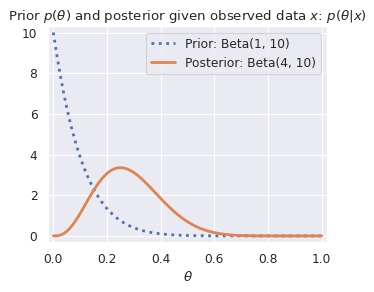 Prior p(θ) and posterior given observed data x: p(θ|x)
10
8
6
4
2
0
Prior: Beta(1, 10)
Posterior: Beta(4, 10)
0.0 0.2 0.4 0.6 0.8 1.0
θ